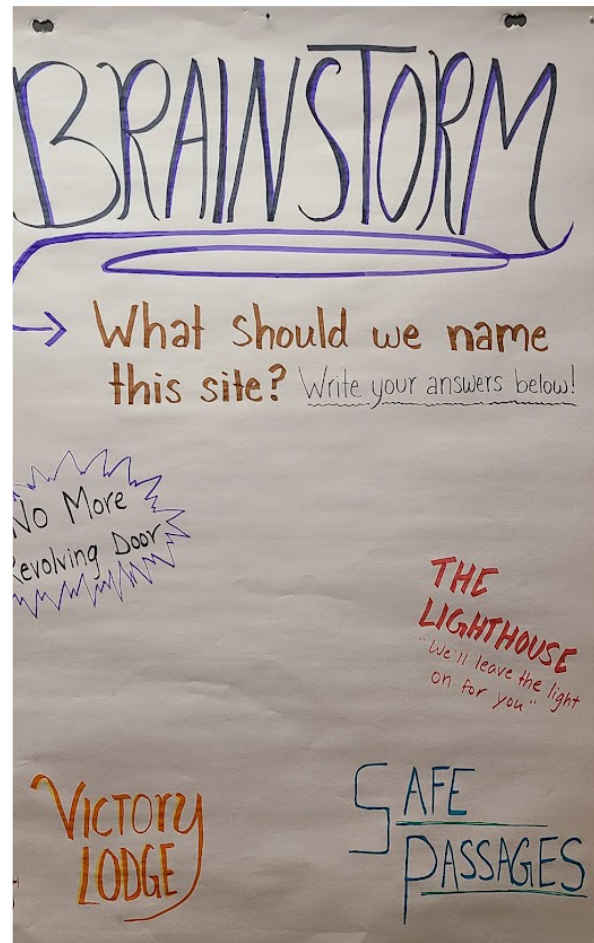 BRAINSTORM
What should we name
this site? Write your answers below!
No More
Revolving Door
THE
LIGHTHOUSE
"We'll leave the light
on for you"
VICTORY
LODGE
SAFE
PASSAGES